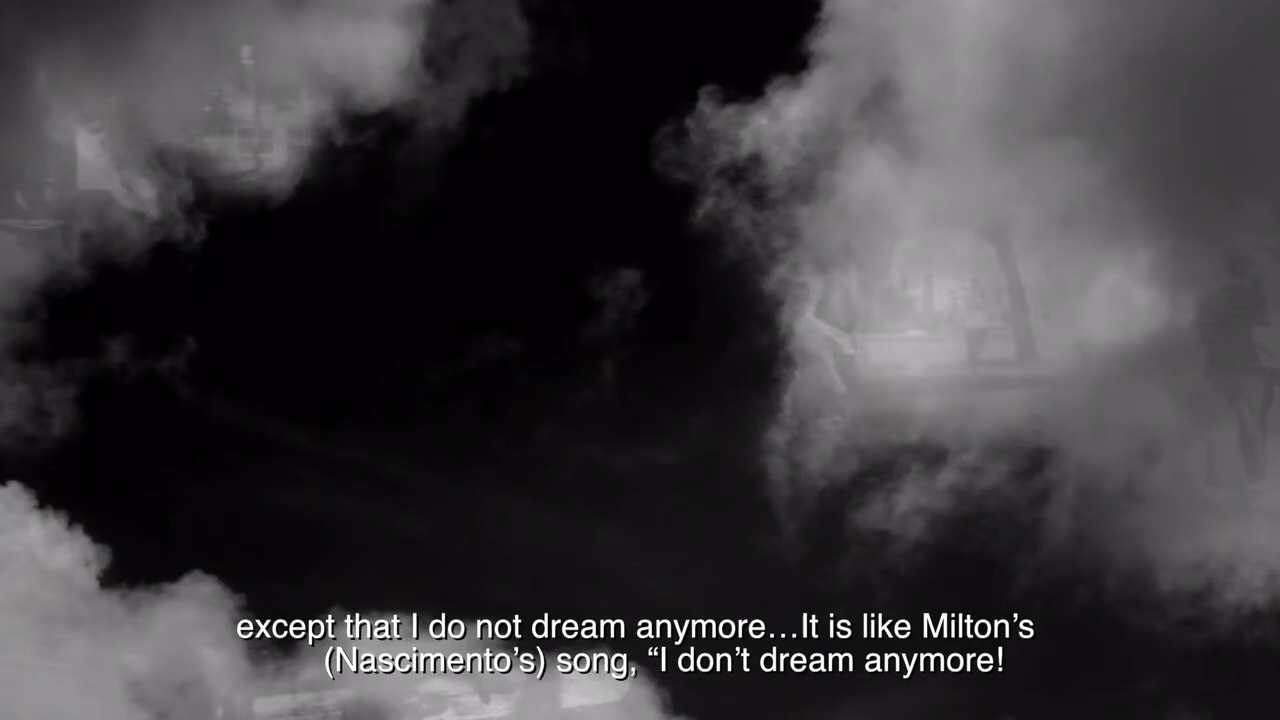 except that I do not dream anymore…It is like Milton’s
(Nascimento’s) song, “I don’t dream anymore!